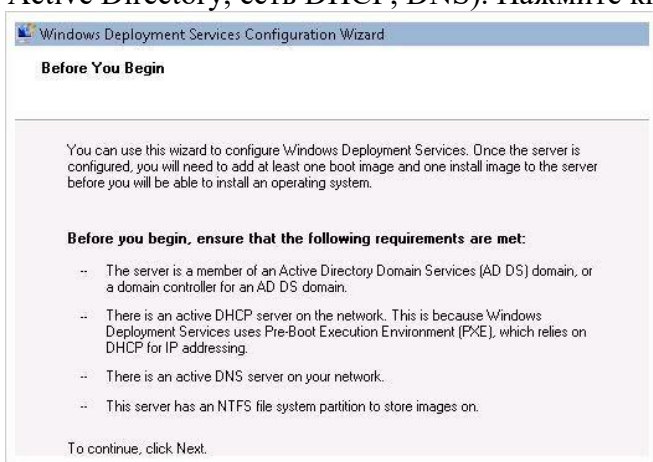 Active Directory, есть DHCP, DNS). Нажмите
Windows Deployment Services Configuration Wizard
Before You Begin
You can use this wizard to configure Windows Deployment Services. Once the server is
configured, you will need to add at least one boot image and one install image to the server
before you will be able to install an operating system.
Before you begin, ensure that the following requirements are met:
-- The server is a member of an Active Directory Domain Services (AD DS) domain, or
a domain controller for an AD DS domain.
-- There is an active DHCP server on the network. This is because Windows
Deployment Services uses Pre-Boot Execution Environment (PXE), which relies on
DHCP for IP addressing.
-- There is an active DNS server on your network.
-- This server has an NTFS file system partition to store images on.
To continue, click Next.